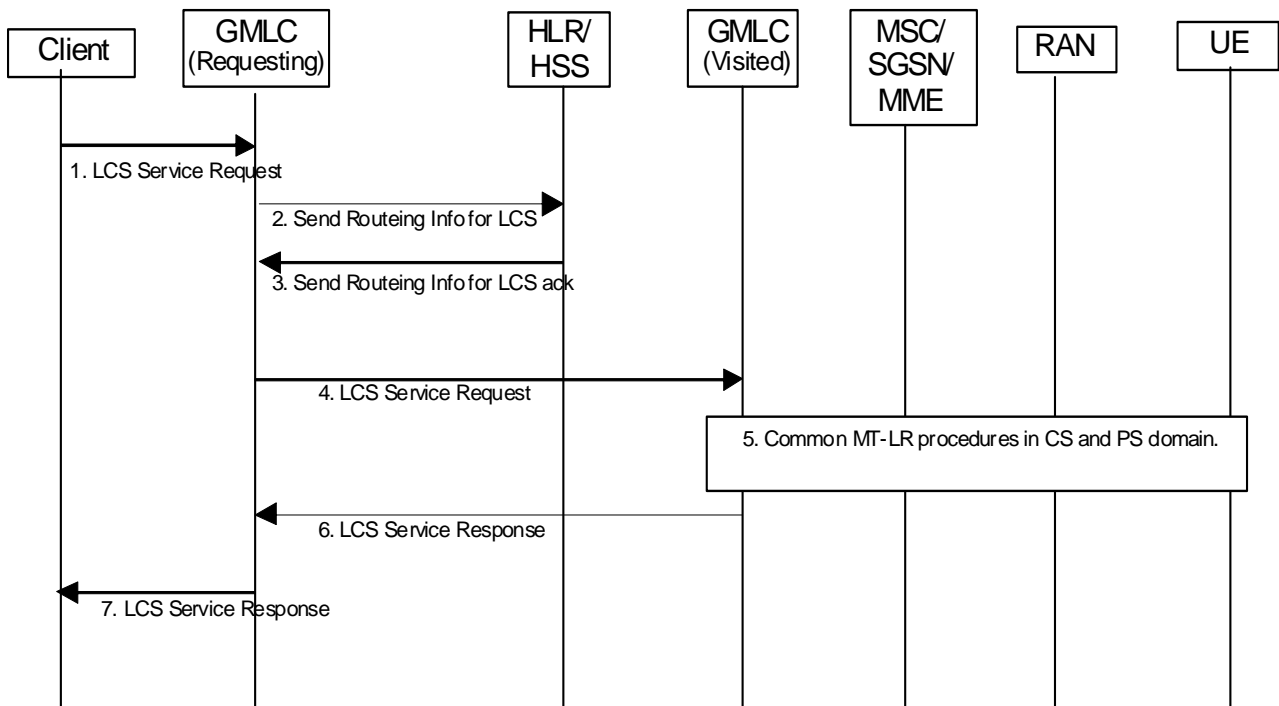 Client
GMLC
(Requesting)
HLR/
HSS
GMLC
(Visited)
MSC/
SGSN/
MME
RAN
UE
1. LCS Service Request
2. Send Routeing Info for LCS
3. Send Routeing Info for LCS ack
4. LCS Service Request
5. Common MT-LR procedures in CS and PS domain.
6. LCS Service Response
7. LCS Service Response